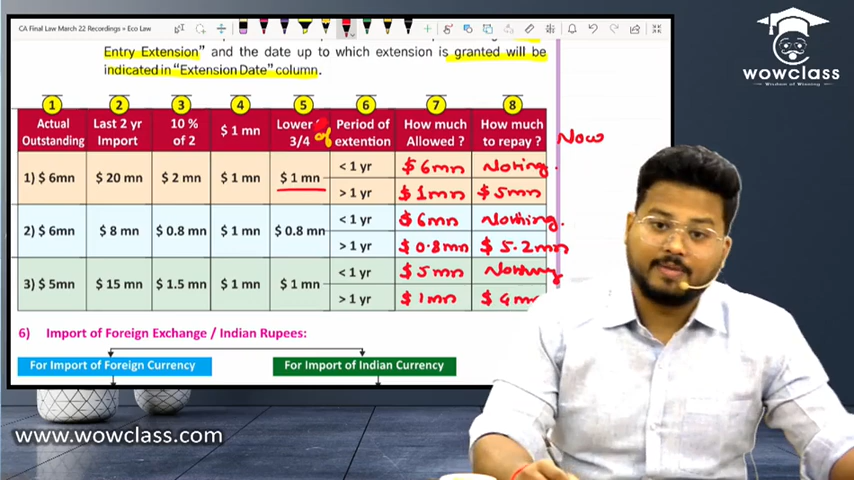 CA Final Law March 22 Recordings + Eco Law
Entry Extension" and the date up to which extension is granted will be
indicated in "Extension Date" column.
1 2 3 4 5 6 7 8
Actual Outstanding Last 2 yr Import 10 % of 2 $ 1 mn Lower of 3/4 Period of extention How much Allowed ? How much to repay ? Now
1) $ 6mn $ 20 mn $ 2 mn $ 1 mn $ 1 mn < 1 yr $ 6mn Noting.
> 1 yr $ 1mn $ 5mn
2) $ 6mn $ 8 mn $ 0.8 mn $ 1 mn $ 0.8 mn < 1 yr $ 6mn Nothing.
> 1 yr $ 0.8mn $ 5.2mn
3) $ 5mn $ 15 mn $ 1.5 mn $ 1 mn $ 1 mn < 1 yr $ 5mn Nothing
> 1 yr $ 1mn $ 4mn
6) Import of Foreign Exchange / Indian Rupees:
For Import of Foreign Currency For Import of Indian Currency
wowclass
Wisdom of Winning
www.wowclass.com